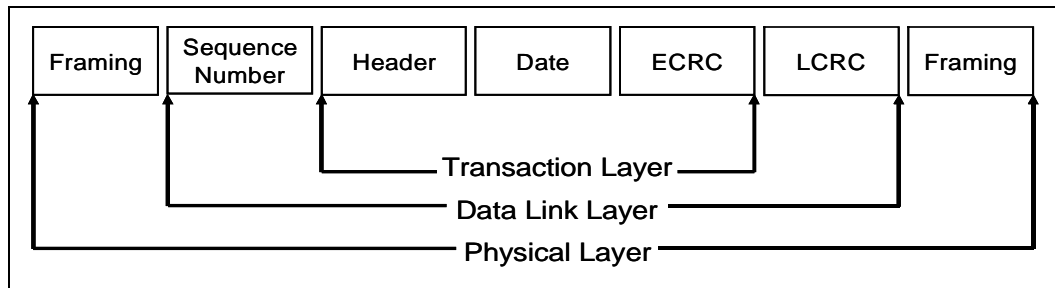 Framing
Sequence
Number
Header
Date
ECRC
LCRC
Framing
Transaction Layer
Data Link Layer
Physical Layer